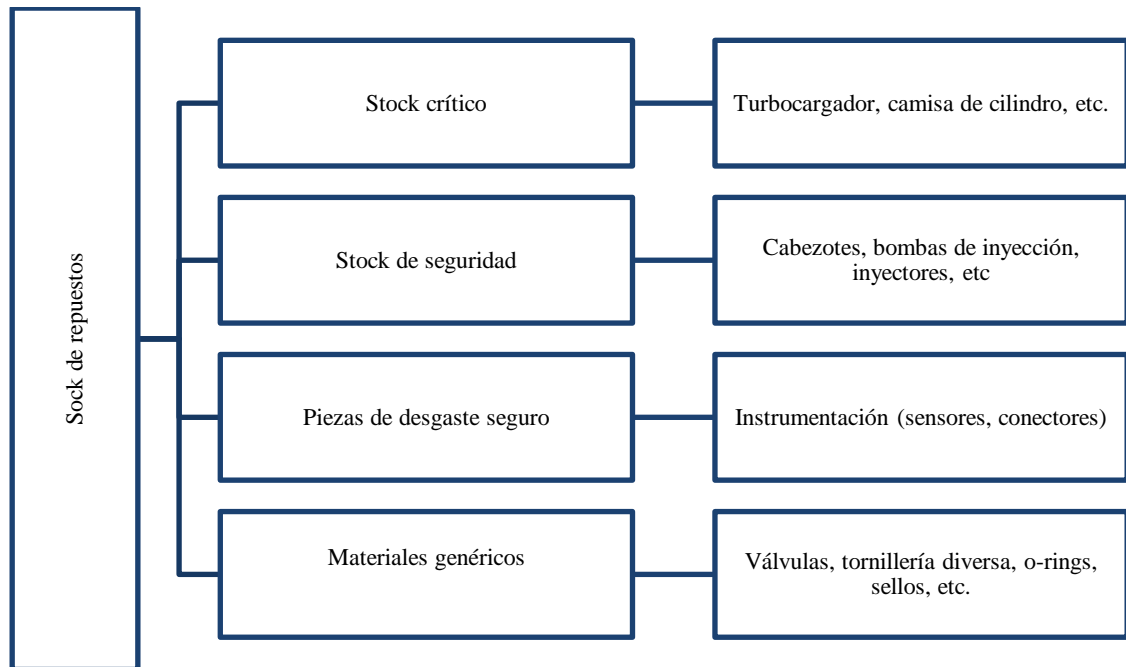 Sock de repuestos
Stock crítico
Turbocargador, camisa de cilindro, etc.
Stock de seguridad
Cabezotes, bombas de inyección,
inyectores, etc
Piezas de desgaste seguro
Instrumentación (sensores, conectores)
Materiales genéricos
Válvulas, tornillería diversa, o-rings,
sellos, etc.